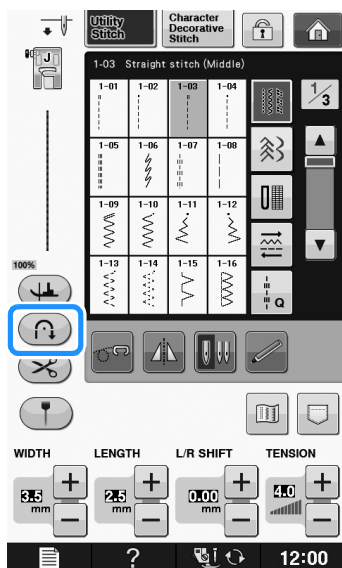 Utility
Stitch
Character
Decorative
Stitch
J
1-03 Straight stitch (Middle)
1/3
1-01 1-02 1-03 1-04
1-05 1-06 1-07 1-08
1-09 1-10 1-11 1-12
1-13 1-14 1-15 1-16
100%
Q
WIDTH LENGTH L/R SHIFT TENSION
3.5 mm + −
2.5 mm + −
0.00 mm + −
4.0 + −
? 12:00